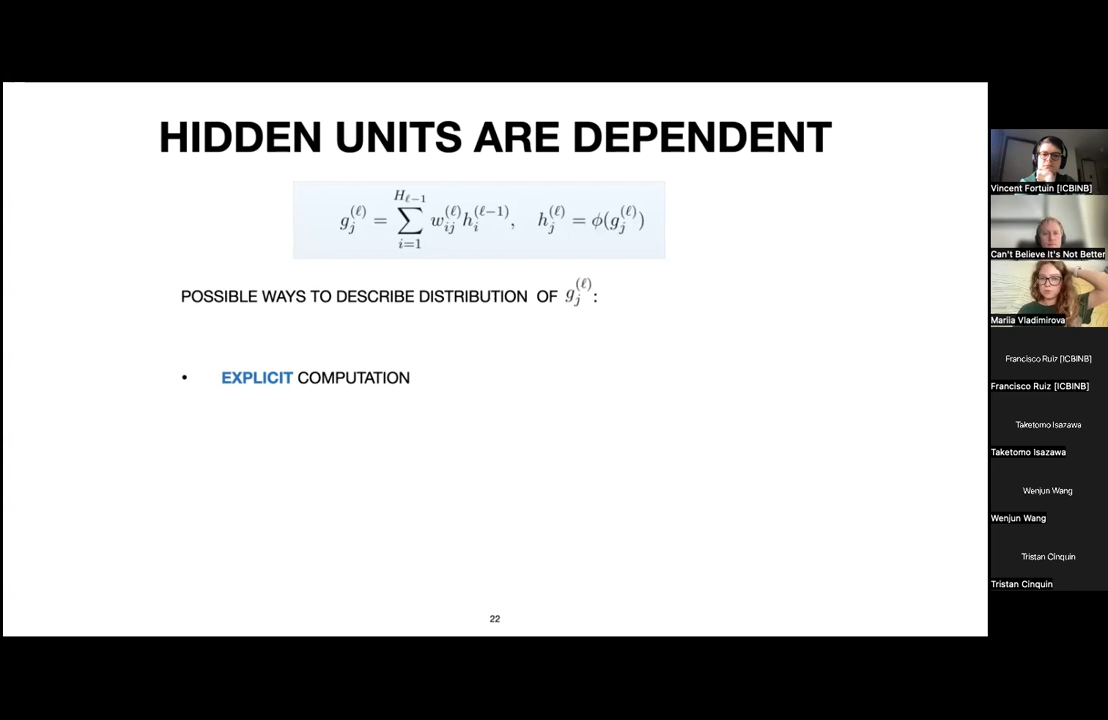 HIDDEN UNITS ARE DEPENDENT
g_j^{(ℓ)} = \sum_{i=1}^{H_{ℓ-1}} w_{ij}^{(ℓ)} h_i^{(ℓ-1)},   h_j^{(ℓ)} = ϕ(g_j^{(ℓ)})
POSSIBLE WAYS TO DESCRIBE DISTRIBUTION OF g_j^{(ℓ)}:
• EXPLICIT COMPUTATION
22
Vincent Fortuin [ICBINB]
Can't Believe It's Not Better
Mariia Vladimirova
Francisco Ruiz [ICBINB]
Francisco Ruiz [ICBINB]
Taketomo Isazawa
Taketomo Isazawa
Wenjun Wang
Wenjun Wang
Tristan Cinquin
Tristan Cinquin